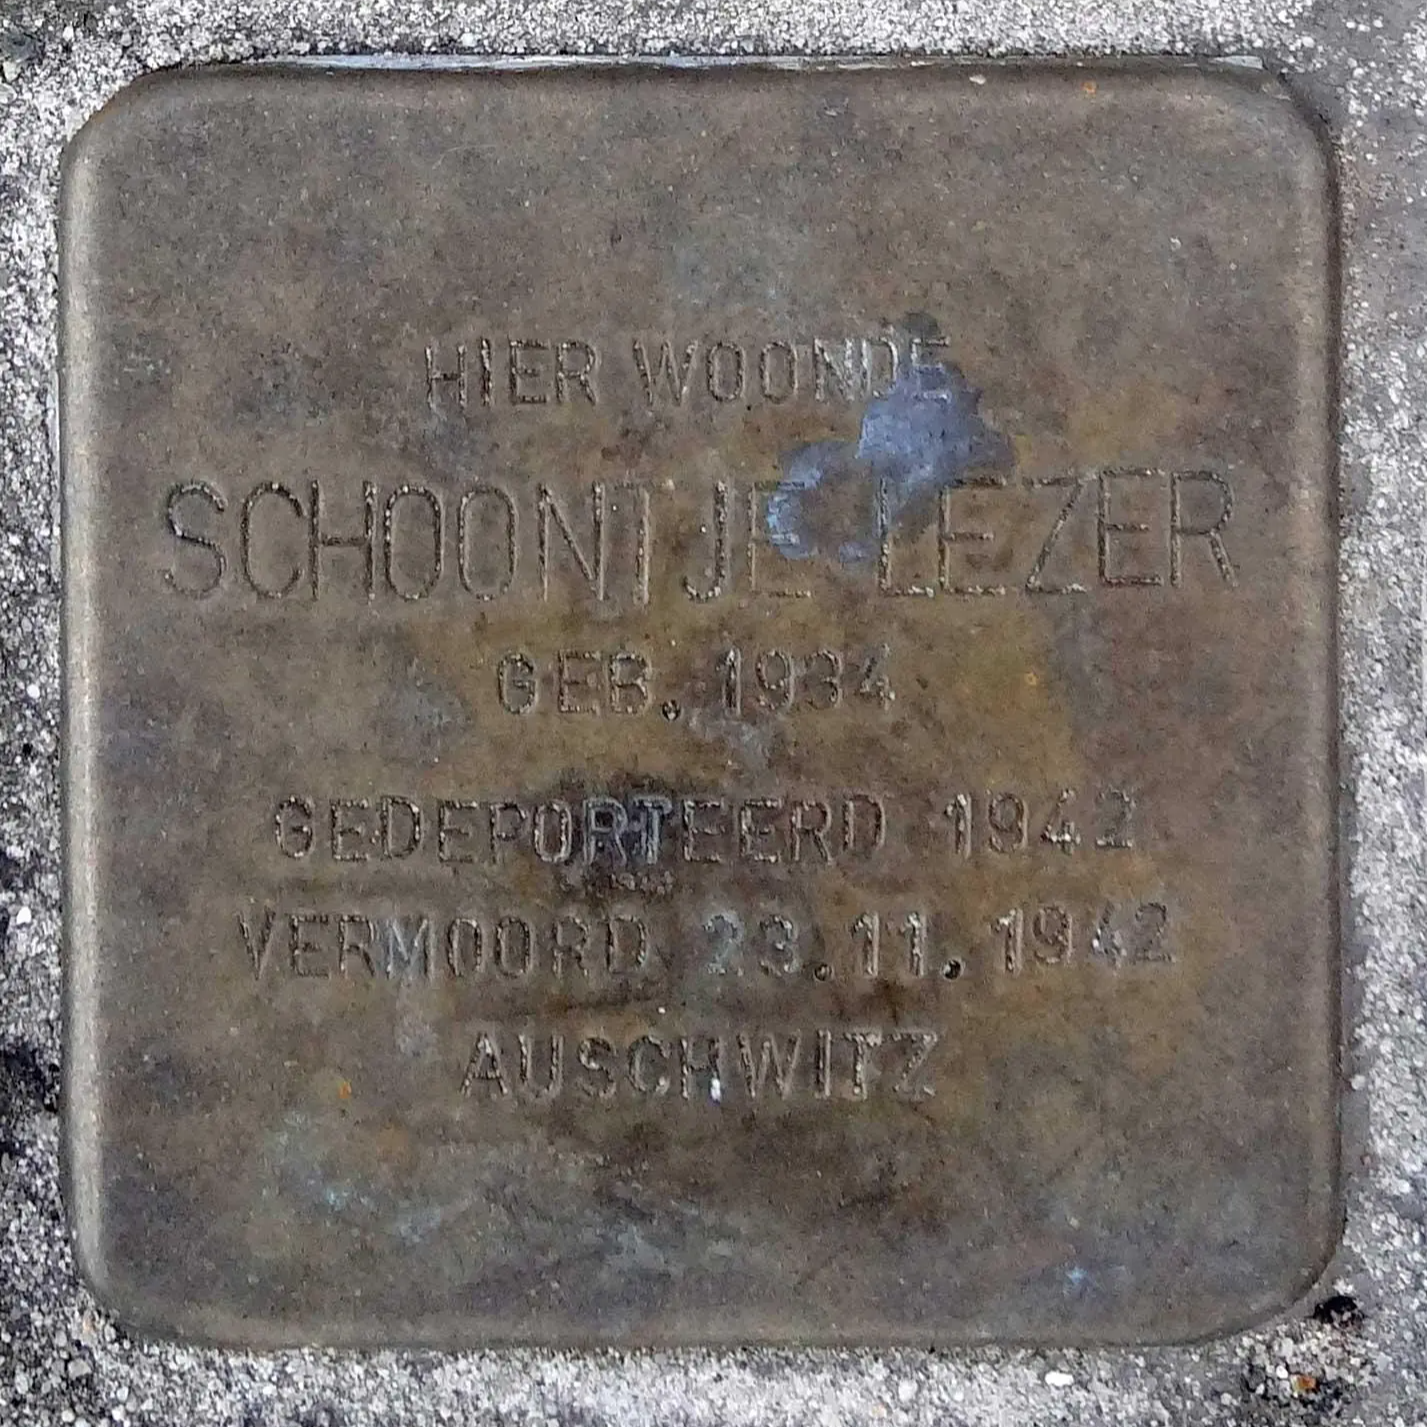 HIER WOONDE
SCHOONTJE LEZER
GEB. 1934
GEDEPORTEERD 1942
VERMOORD 23.11.1942
AUSCHWITZ